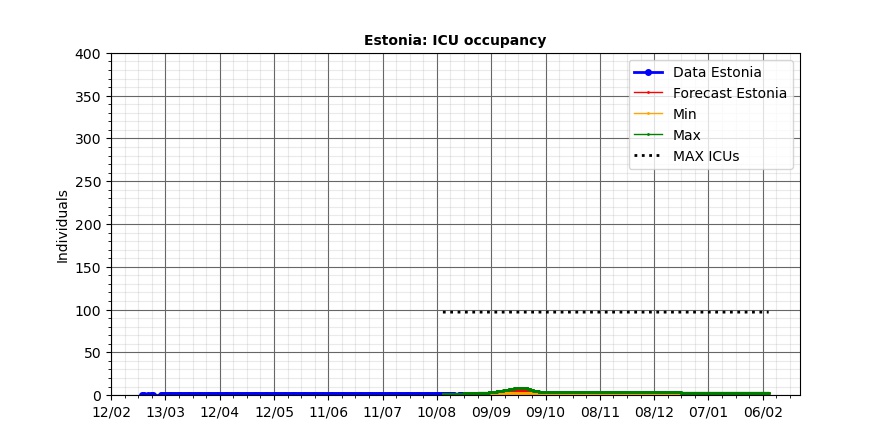 Estonia: ICU occupancy
Individuals
400
350
300
250
200
150
100
50
0
12/02 13/03 12/04 12/05 11/06 11/07 10/08 09/09 09/10 08/11 08/12 07/01 06/02
Data Estonia
Forecast Estonia
Min
Max
MAX ICUs